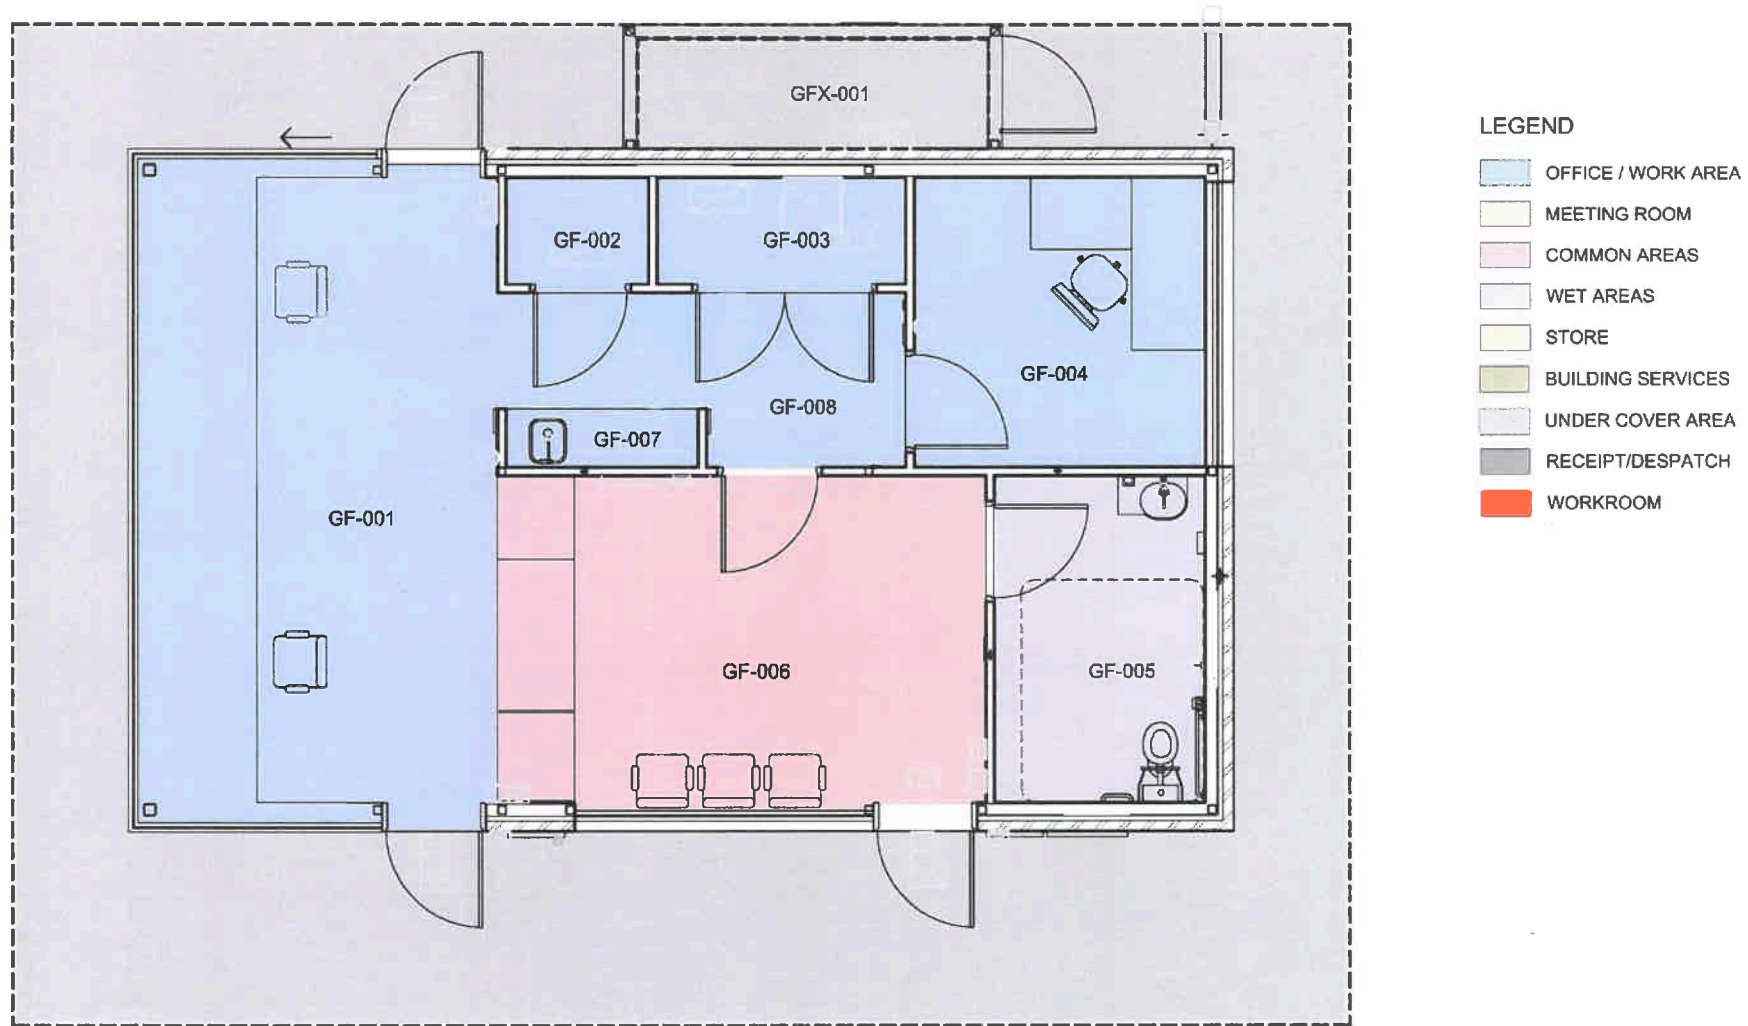 GFX-001
LEGEND
OFFICE / WORK AREA
MEETING ROOM
COMMON AREAS
WET AREAS
STORE
BUILDING SERVICES
UNDER COVER AREA
RECEIPT/DESPATCH
WORKROOM
GF-002
GF-003
GF-004
GF-008
GF-007
GF-001
GF-006
GF-005